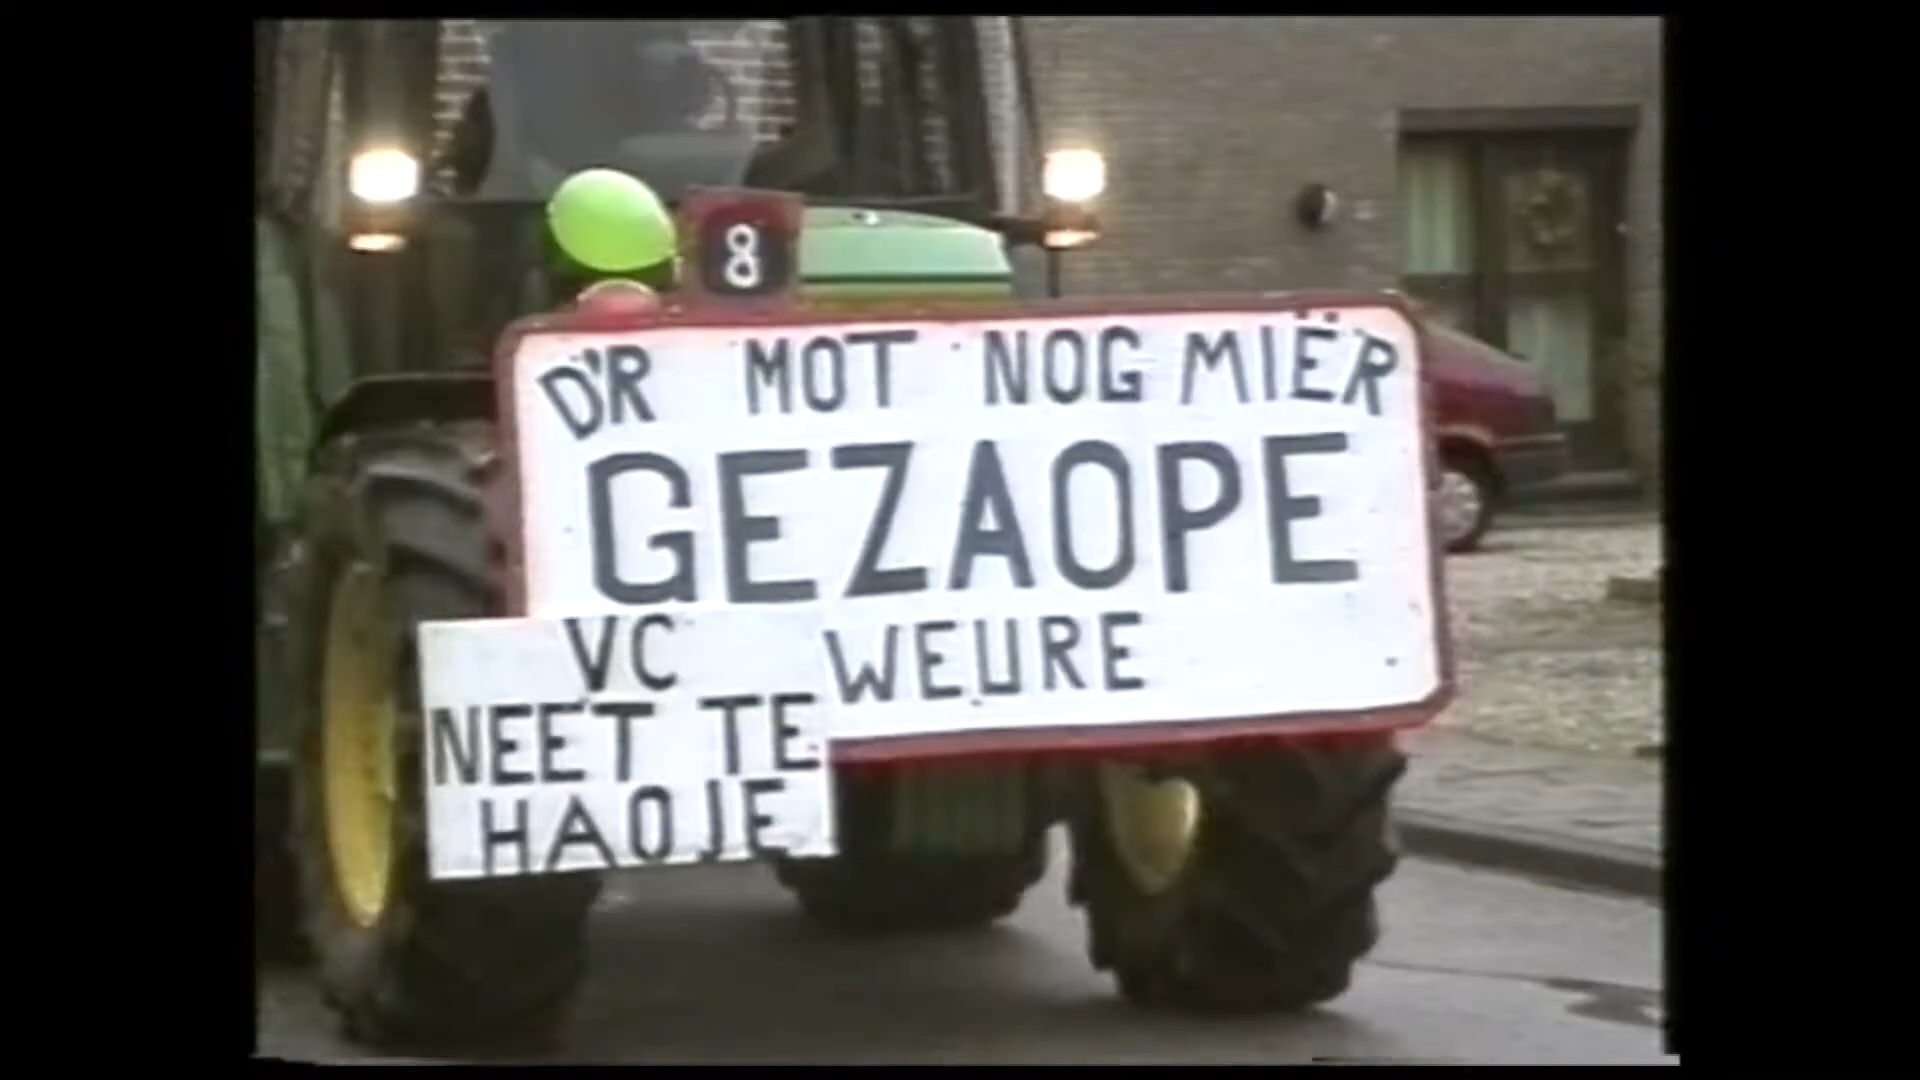 8
D'R MOT NOG MIËR
GEZAOPE
WEURE
VC
NEET TE
HAOJE